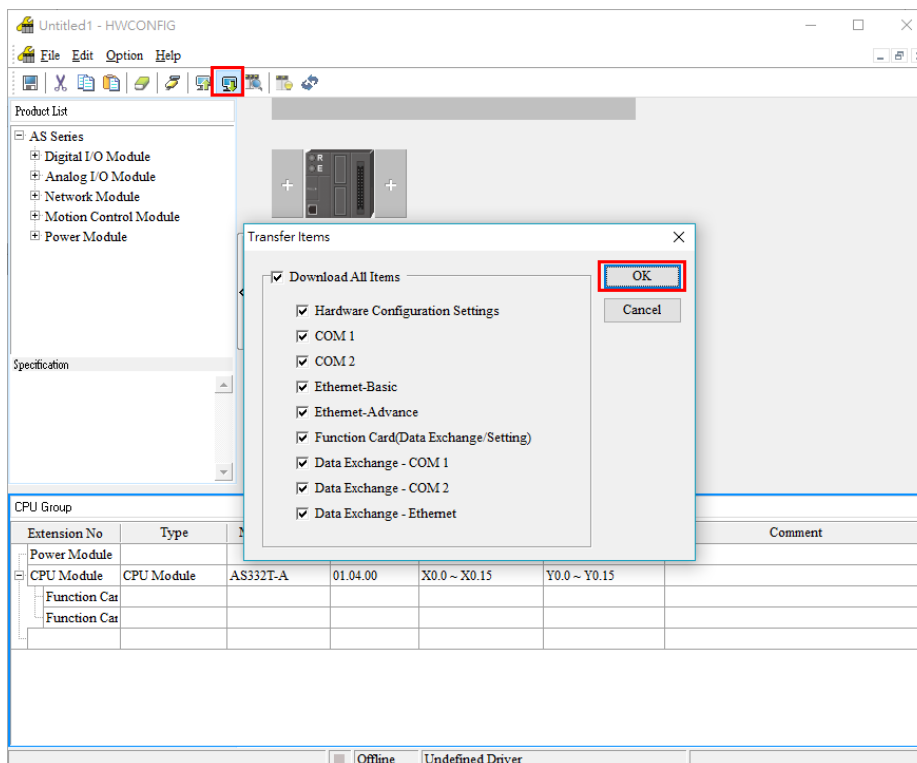 Untitled1 - HWCONFIG
File Edit Option Help
Product List
AS Series
Digital I/O Module
Analog I/O Module
Network Module
Motion Control Module
Power Module
R
E
Specification
Transfer Items
Download All Items
OK
Cancel
Hardware Configuration Settings
COM 1
COM 2
Ethernet-Basic
Ethernet-Advance
Function Card(Data Exchange/Setting)
Data Exchange - COM 1
Data Exchange - COM 2
Data Exchange - Ethernet
CPU Group
Extension No Type Comment
Power Module
CPU Module CPU Module AS332T-A 01.04.00 X0.0 ~ X0.15 Y0.0 ~ Y0.15
Function Car
Function Car
Offline Undefined Driver